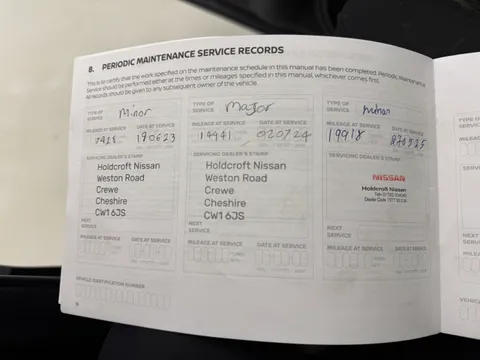 8. PERIODIC MAINTENANCE SERVICE RECORDS
This is to certify that the work specified on the maintenance schedule in this manual has been completed. Periodic Maintenance
Service should be performed either at the times or mileages specified in this manual, whichever comes first.
All records should be given to any subsequent owner of the vehicle.
TYPE OF SERVICE Minor
MILEAGE AT SERVICE DATE AT SERVICE
190623
SERVICING DEALER'S STAMP
Holdcroft Nissan
Weston Road
Crewe
Cheshire
CW1 6JS
NEXT SERVICE
MILEAGE AT SERVICE DATE AT SERVICE
TYPE OF SERVICE Major
MILEAGE AT SERVICE DATE AT SERVICE
14441 020724
SERVICING DEALER'S STAMP
Holdcroft Nissan
Weston Road
Crewe
Cheshire
CW1 6JS
NEXT SERVICE
MILEAGE AT SERVICE DATE AT SERVICE
TYPE OF SERVICE
MILEAGE AT SERVICE DATE AT SERVICE
19918
SERVICING DEALER'S STAMP
NISSAN
Holdcroft Nissan
NEXT SERVICE
MILEAGE AT SERVICE DATE AT SERVICE
VEHICLE IDENTIFICATION NUMBER